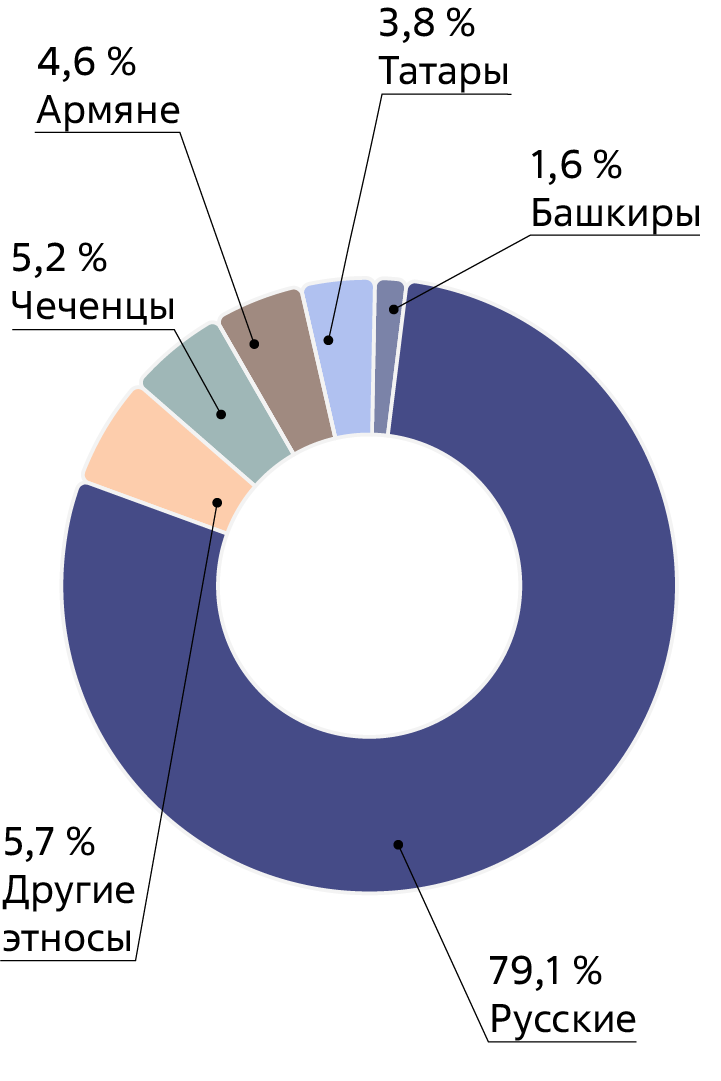 3,8 %
Татары
4,6 %
Армяне
1,6 %
Башкиры
5,2 %
Чеченцы
5,7 %
Другие
этносы
79,1 %
Русские